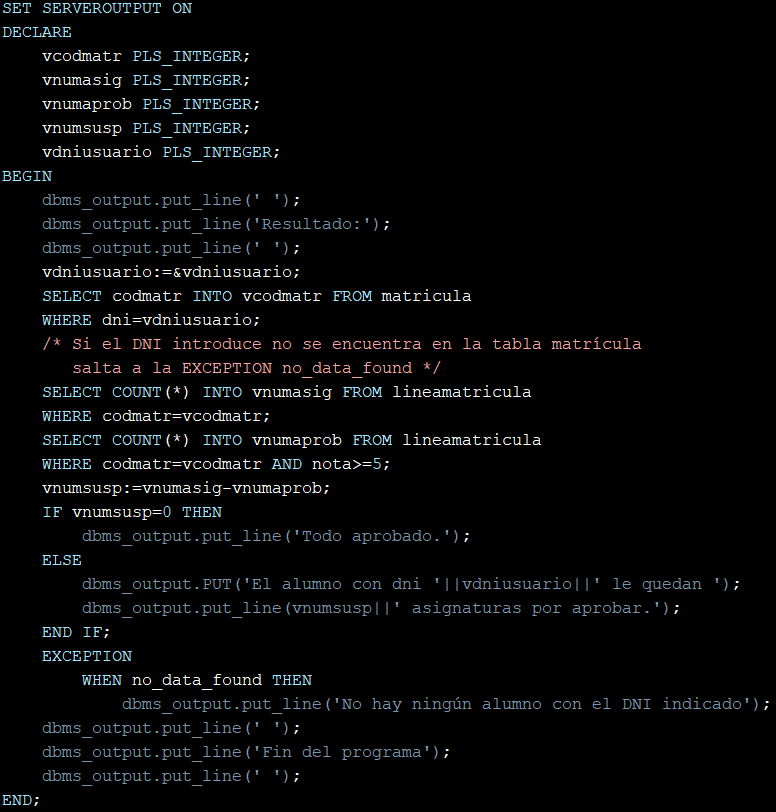 SET SERVEROUTPUT ON
DECLARE
    vcodmatr PLS_INTEGER;
    vnumasig PLS_INTEGER;
    vnumaprob PLS_INTEGER;
    vnumsusp PLS_INTEGER;
    vdniusuario PLS_INTEGER;
BEGIN
    dbms_output.put_line(' ');
    dbms_output.put_line('Resultado:');
    dbms_output.put_line(' ');
    vdniusuario:=&vdniusuario;
    SELECT codmatr INTO vcodmatr FROM matricula
    WHERE dni=vdniusuario;
    /* Si el DNI introduce no se encuentra en la tabla matrícula
       salta a la EXCEPTION no_data_found */
    SELECT COUNT(*) INTO vnumasig FROM lineamatricula
    WHERE codmatr=vcodmatr;
    SELECT COUNT(*) INTO vnumaprob FROM lineamatricula
    WHERE codmatr=vcodmatr AND nota>=5;
    vnumsusp:=vnumasig-vnumaprob;
    IF vnumsusp=0 THEN
        dbms_output.put_line('Todo aprobado.');
    ELSE
        dbms_output.PUT('El alumno con dni '||vdniusuario||' le quedan ');
        dbms_output.put_line(vnumsusp||' asignaturas por aprobar.');
    END IF;
    EXCEPTION
        WHEN no_data_found THEN
            dbms_output.put_line('No hay ningún alumno con el DNI indicado');
    dbms_output.put_line(' ');
    dbms_output.put_line('Fin del programa');
    dbms_output.put_line(' ');
END;